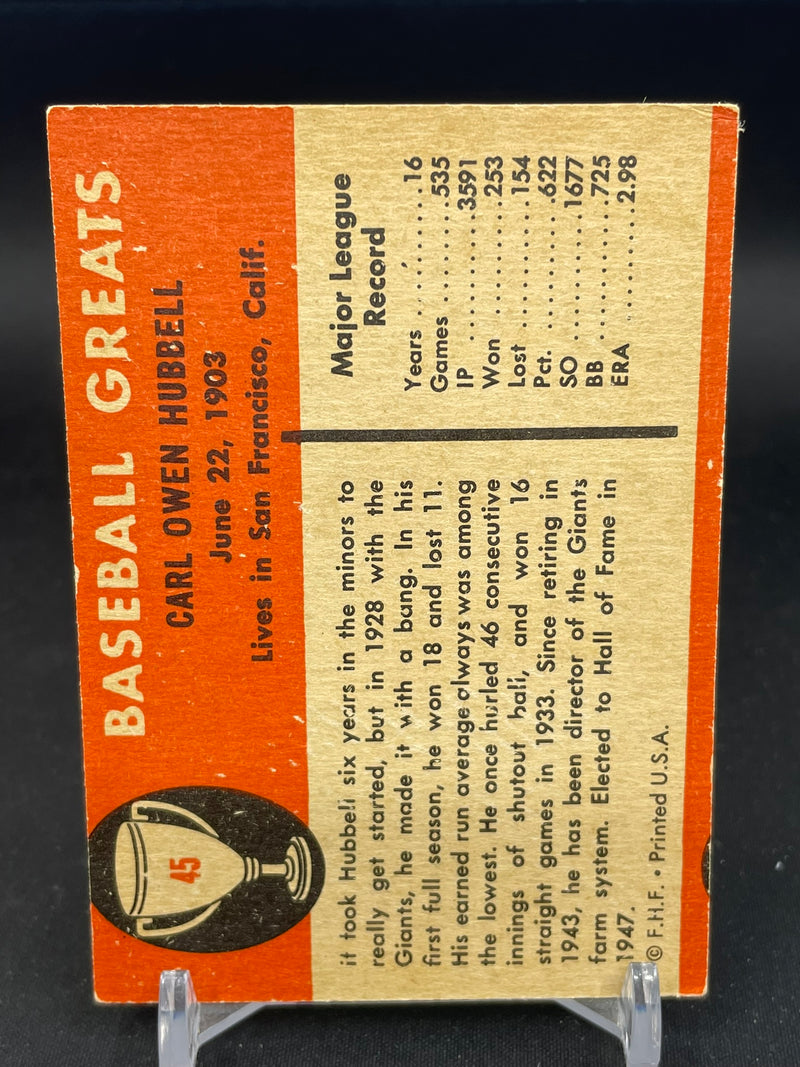 45
BASEBALL GREATS
CARL OWEN HUBBELL
June 22, 1903
Lives in San Francisco, Calif.
it took Hubbell six years in the minors to
really get started, but in 1928 with the
Giants, he made it with a bang. In his
first full season, he won 18 and lost 11.
His earned run average always was among
the lowest. He once hurled 46 consecutive
innings of shutout ball, and won 16
straight games in 1933. Since retiring in
1943, he has been director of the Giants
farm system. Elected to Hall of Fame in
1947.
© F.H.F. • Printed U.S.A.
Major League
Record
Years ........16
Games ........535
IP ........3591
Won ........253
Lost ........154
Pct. ........622
SO ........1677
BB ........725
ERA ........2.98